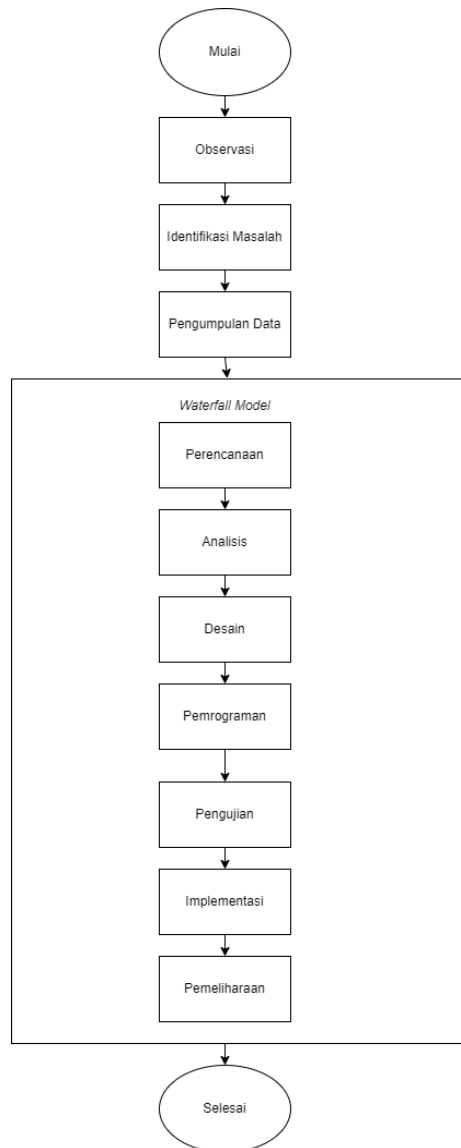 Mulai
Observasi
Identifikasi Masalah
Pengumpulan Data
Waterfall Model
Perencanaan
Analisis
Desain
Pemrograman
Pengujian
Implementasi
Pemeliharaan
Selesai